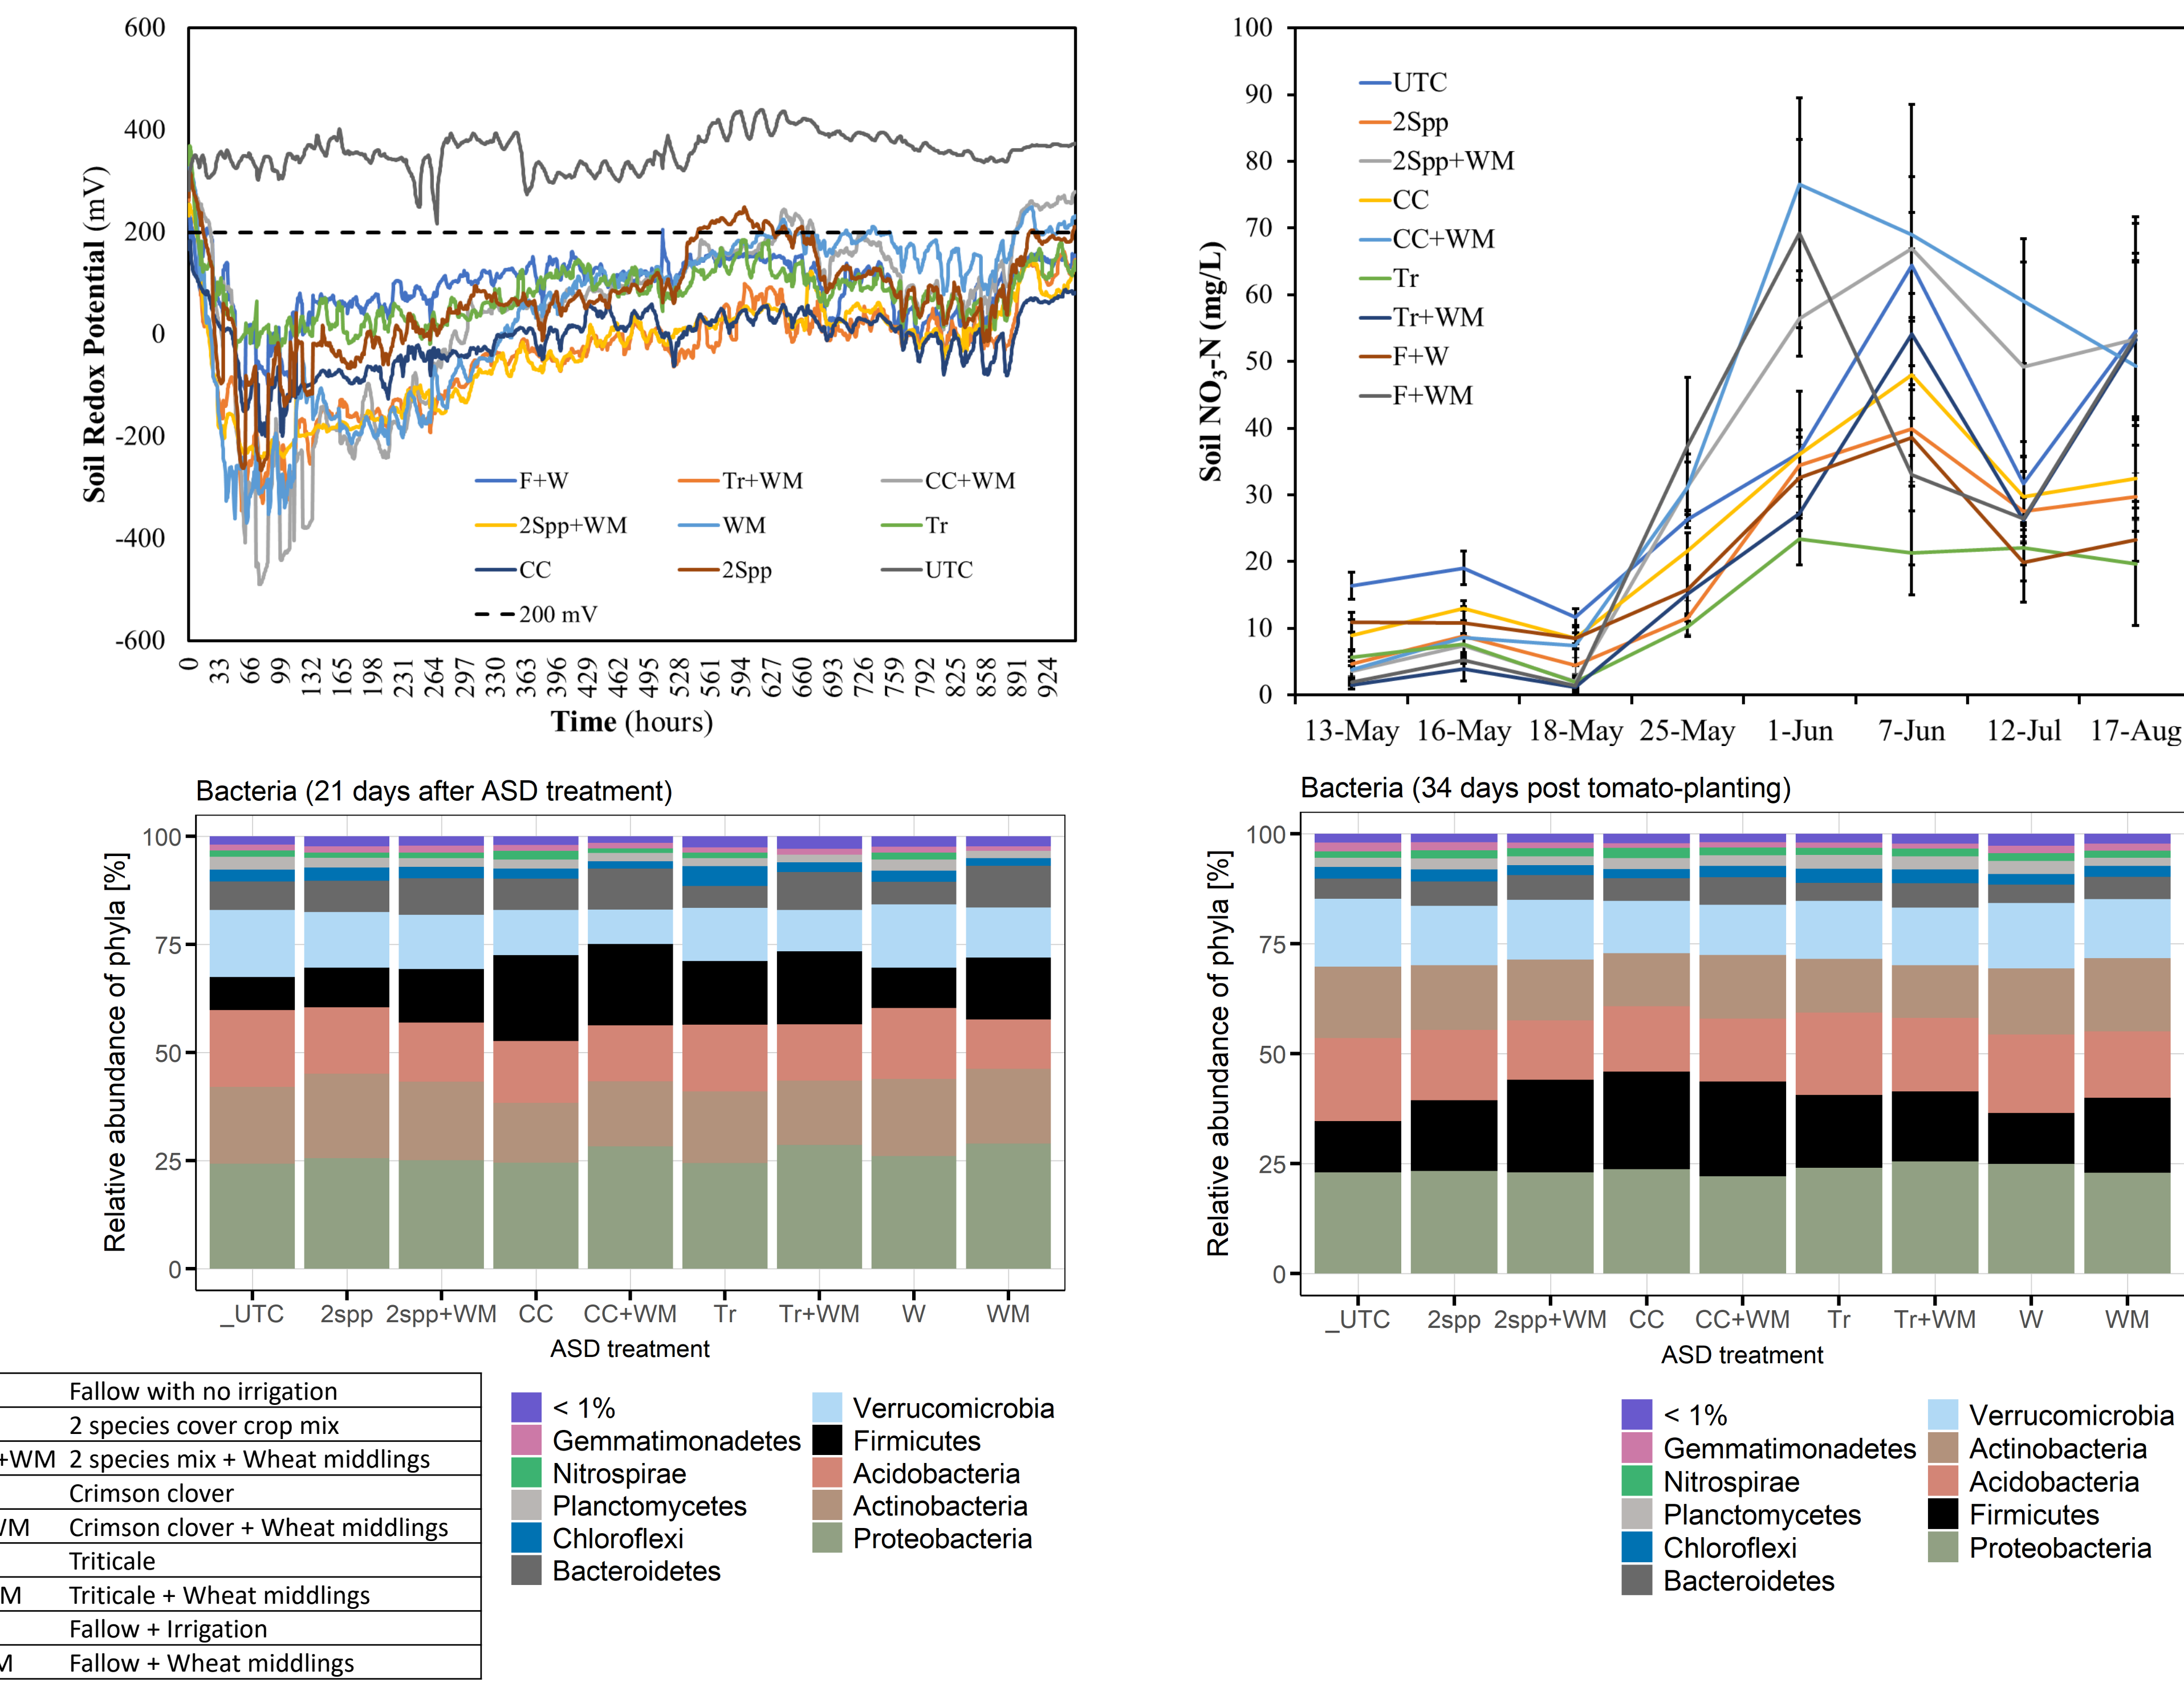 600
400
200
0
-200
-400
-600
Soil Redox Potential (mV)
F+W Tr+WM CC+WM
2Spp+WM WM Tr
CC 2Spp UTC
200 mV
0 33 66 99 132 165 198 231 264 297 330 363 396 429 462 495 528 561 594 627 660 693 726 759 792 825 858 891 924
Time (hours)
100
90
80
70
60
50
40
30
20
10
0
Soil NO3-N (mg/L)
UTC
2Spp
2Spp+WM
CC
CC+WM
Tr
Tr+WM
F+W
F+WM
13-May 16-May 18-May 25-May 1-Jun 7-Jun 12-Jul 17-Aug
Bacteria (21 days after ASD treatment)
Relative abundance of phyla [%]
100
75
50
25
0
_UTC 2spp 2spp+WM CC CC+WM Tr Tr+WM W WM
ASD treatment
Bacteria (34 days post tomato-planting)
Relative abundance of phyla [%]
100
75
50
25
0
_UTC 2spp 2spp+WM CC CC+WM Tr Tr+WM W WM
ASD treatment
Fallow with no irrigation
2 species cover crop mix
+WM 2 species mix + Wheat middlings
Crimson clover
WM Crimson clover + Wheat middlings
Triticale
M Triticale + Wheat middlings
Fallow + Irrigation
M Fallow + Wheat middlings
< 1%
Gemmatimonadetes
Nitrospirae
Planctomycetes
Chloroflexi
Bacteroidetes
Verrucomicrobia
Firmicutes
Acidobacteria
Actinobacteria
Proteobacteria
< 1%
Gemmatimonadetes
Nitrospirae
Planctomycetes
Chloroflexi
Bacteroidetes
Verrucomicrobia
Actinobacteria
Acidobacteria
Firmicutes
Proteobacteria